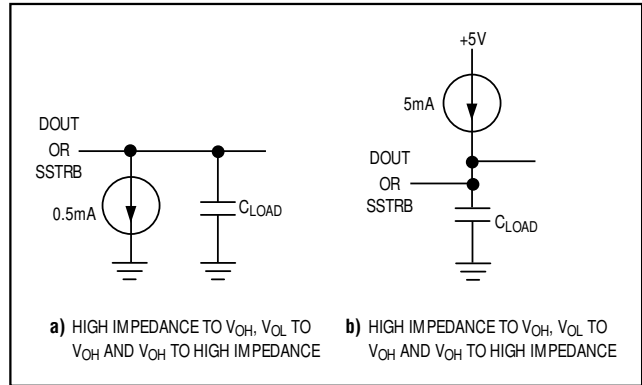 DOUT
OR
SSTRB
0.5mA
CLOAD
a) HIGH IMPEDANCE TO VOH, VOL TO
VOH AND VOH TO HIGH IMPEDANCE
+5V
5mA
DOUT
OR
SSTRB
CLOAD
b) HIGH IMPEDANCE TO VOH, VOL TO
VOH AND VOH TO HIGH IMPEDANCE